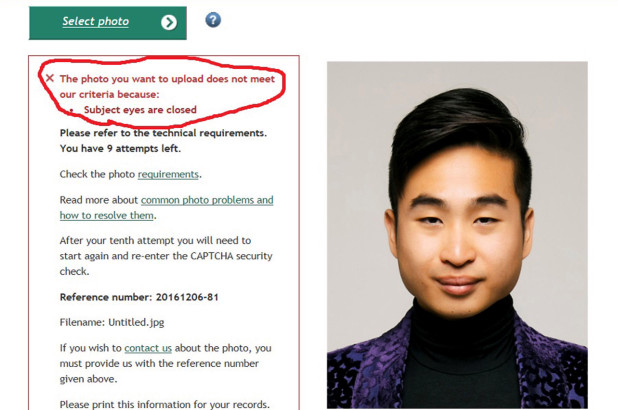 Select photo
The photo you want to upload does not meet
our criteria because:
• Subject eyes are closed
Please refer to the technical requirements.
You have 9 attempts left.
Check the photo requirements.
Read more about common photo problems and
how to resolve them.
After your tenth attempt you will need to
start again and re-enter the CAPTCHA security
check.
Reference number: 20161206-81
Filename: Untitled.jpg
If you wish to contact us about the photo, you
must provide us with the reference number
given above.
Please print this information for your records.